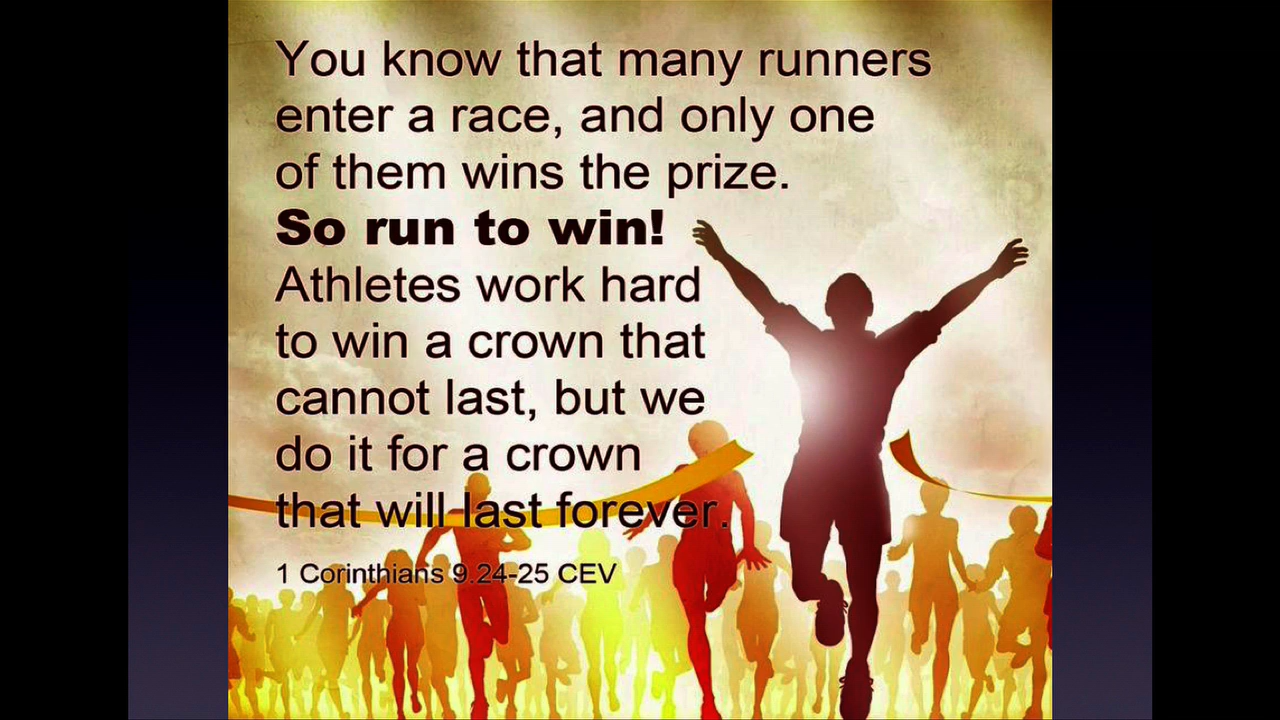 You know that many runners
enter a race, and only one
of them wins the prize.
So run to win!
Athletes work hard
to win a crown that
cannot last, but we
do it for a crown
that will last forever.
1 Corinthians 9.24-25 CEV